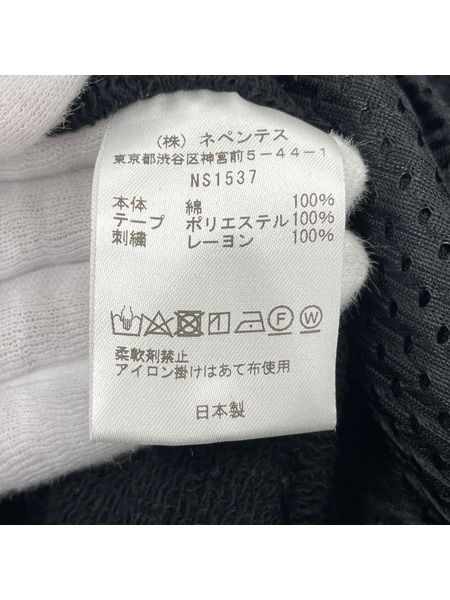 (株) ネペンテス
東京都渋谷区神宮前5-44-1
NS1537
本体 綿 100%
テープ ポリエステル100%
刺繍 レーヨン 100%
F W
柔軟剤禁止
アイロン掛けはあて布使用
日本製